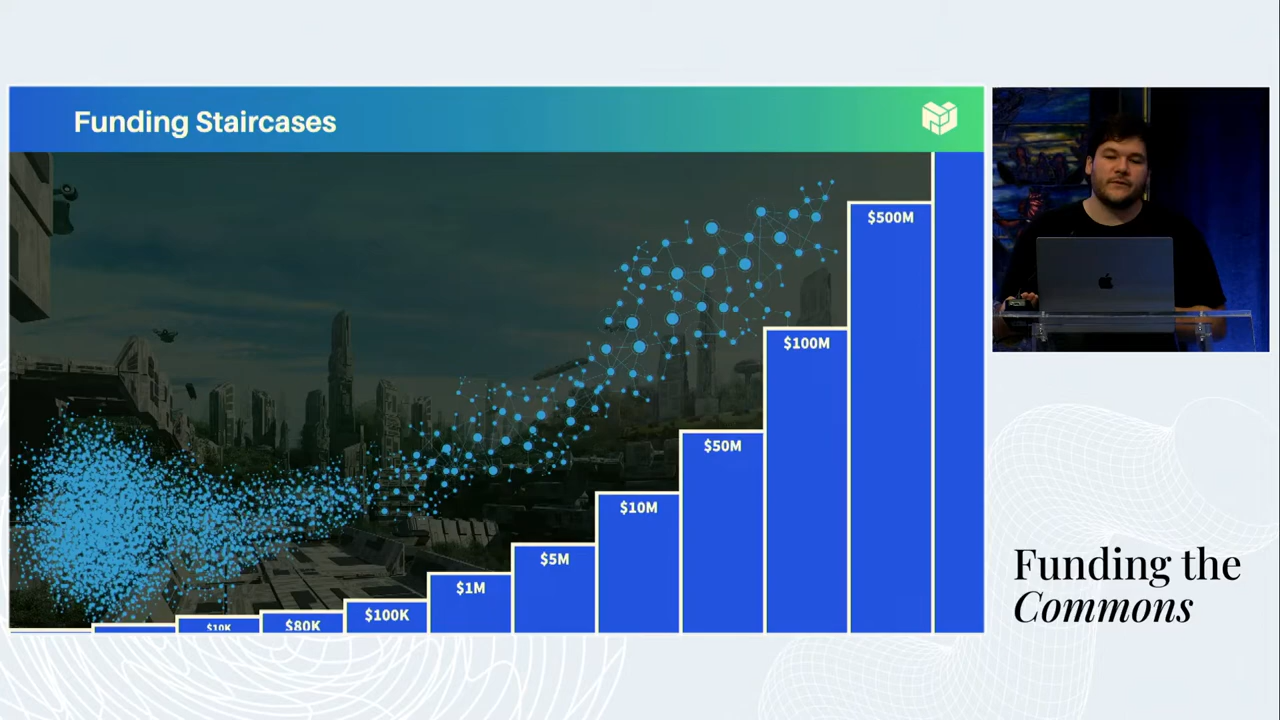 Funding Staircases
$10K
$80K
$100K
$1M
$5M
$10M
$50M
$100M
$500M
Funding the
Commons